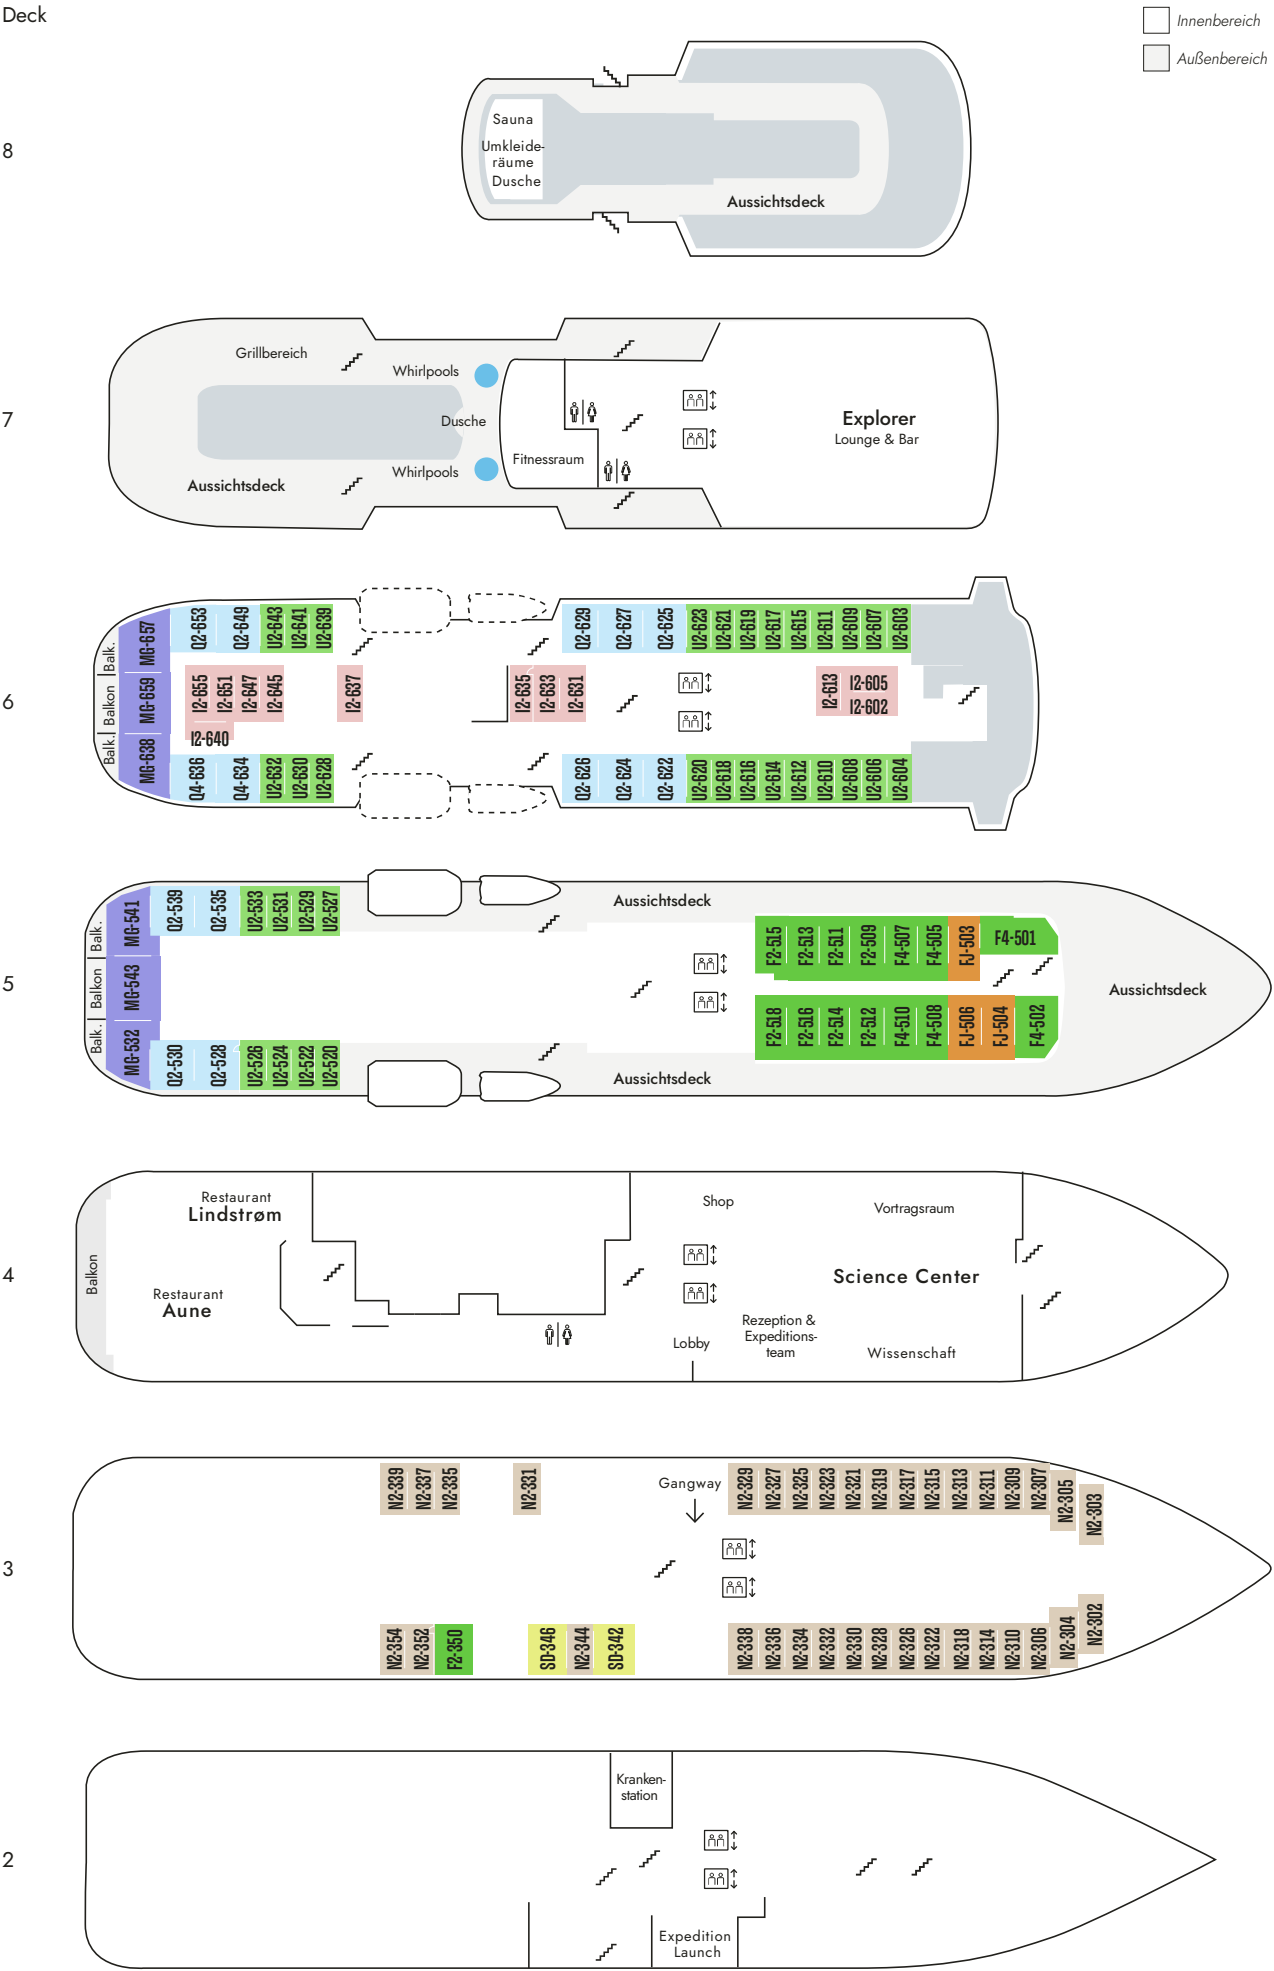 Deck
Innenbereich
Außenbereich
8
Sauna
Umkleide-
räume
Dusche
Aussichtsdeck
7
Grillbereich
Whirlpools
Dusche
Whirlpools
Aussichtsdeck
Fitnessraum
Explorer
Lounge & Bar
6
Balk.
Balkon
Balk.
MG-657
MG-659
MG-638
Q2-653
Q2-649
U2-643
U2-641
U2-639
Q2-629
Q2-627
Q2-625
U2-623
U2-621
U2-619
U2-617
U2-615
U2-611
U2-609
U2-607
U2-603
I2-655
I2-651
I2-647
I2-645
I2-637
I2-635
I2-633
I2-631
I2-613
I2-605
I2-602
I2-640
Q4-636
Q4-634
U2-632
U2-630
U2-628
Q2-626
Q2-624
Q2-622
U2-620
U2-618
U2-616
U2-614
U2-612
U2-610
U2-608
U2-606
U2-604
5
Balk.
Balkon
Balk.
MG-541
MG-543
MG-532
Q2-539
Q2-535
U2-533
U2-531
U2-529
U2-527
Aussichtsdeck
F2-515
F2-513
F2-511
F2-509
F4-507
F4-505
FJ-503
F4-501
Aussichtsdeck
F2-518
F2-516
F2-514
F2-512
F4-510
F4-508
FJ-506
FJ-504
F4-502
Q2-530
Q2-528
U2-526
U2-524
U2-522
U2-520
Aussichtsdeck
4
Balkon
Restaurant
Lindstrøm
Restaurant
Aune
Shop
Vortragsraum
Science Center
Lobby
Rezeption &
Expeditions-
team
Wissenschaft
3
N2-339
N2-337
N2-335
N2-331
Gangway
N2-329
N2-327
N2-325
N2-323
N2-321
N2-319
N2-317
N2-315
N2-313
N2-311
N2-309
N2-307
N2-305
N2-303
N2-354
N2-352
F2-350
SD-346
N2-344
SD-342
N2-338
N2-336
N2-334
N2-332
N2-330
N2-328
N2-326
N2-322
N2-318
N2-314
N2-310
N2-306
N2-304
N2-302
2
Kranken-
station
Expedition
Launch